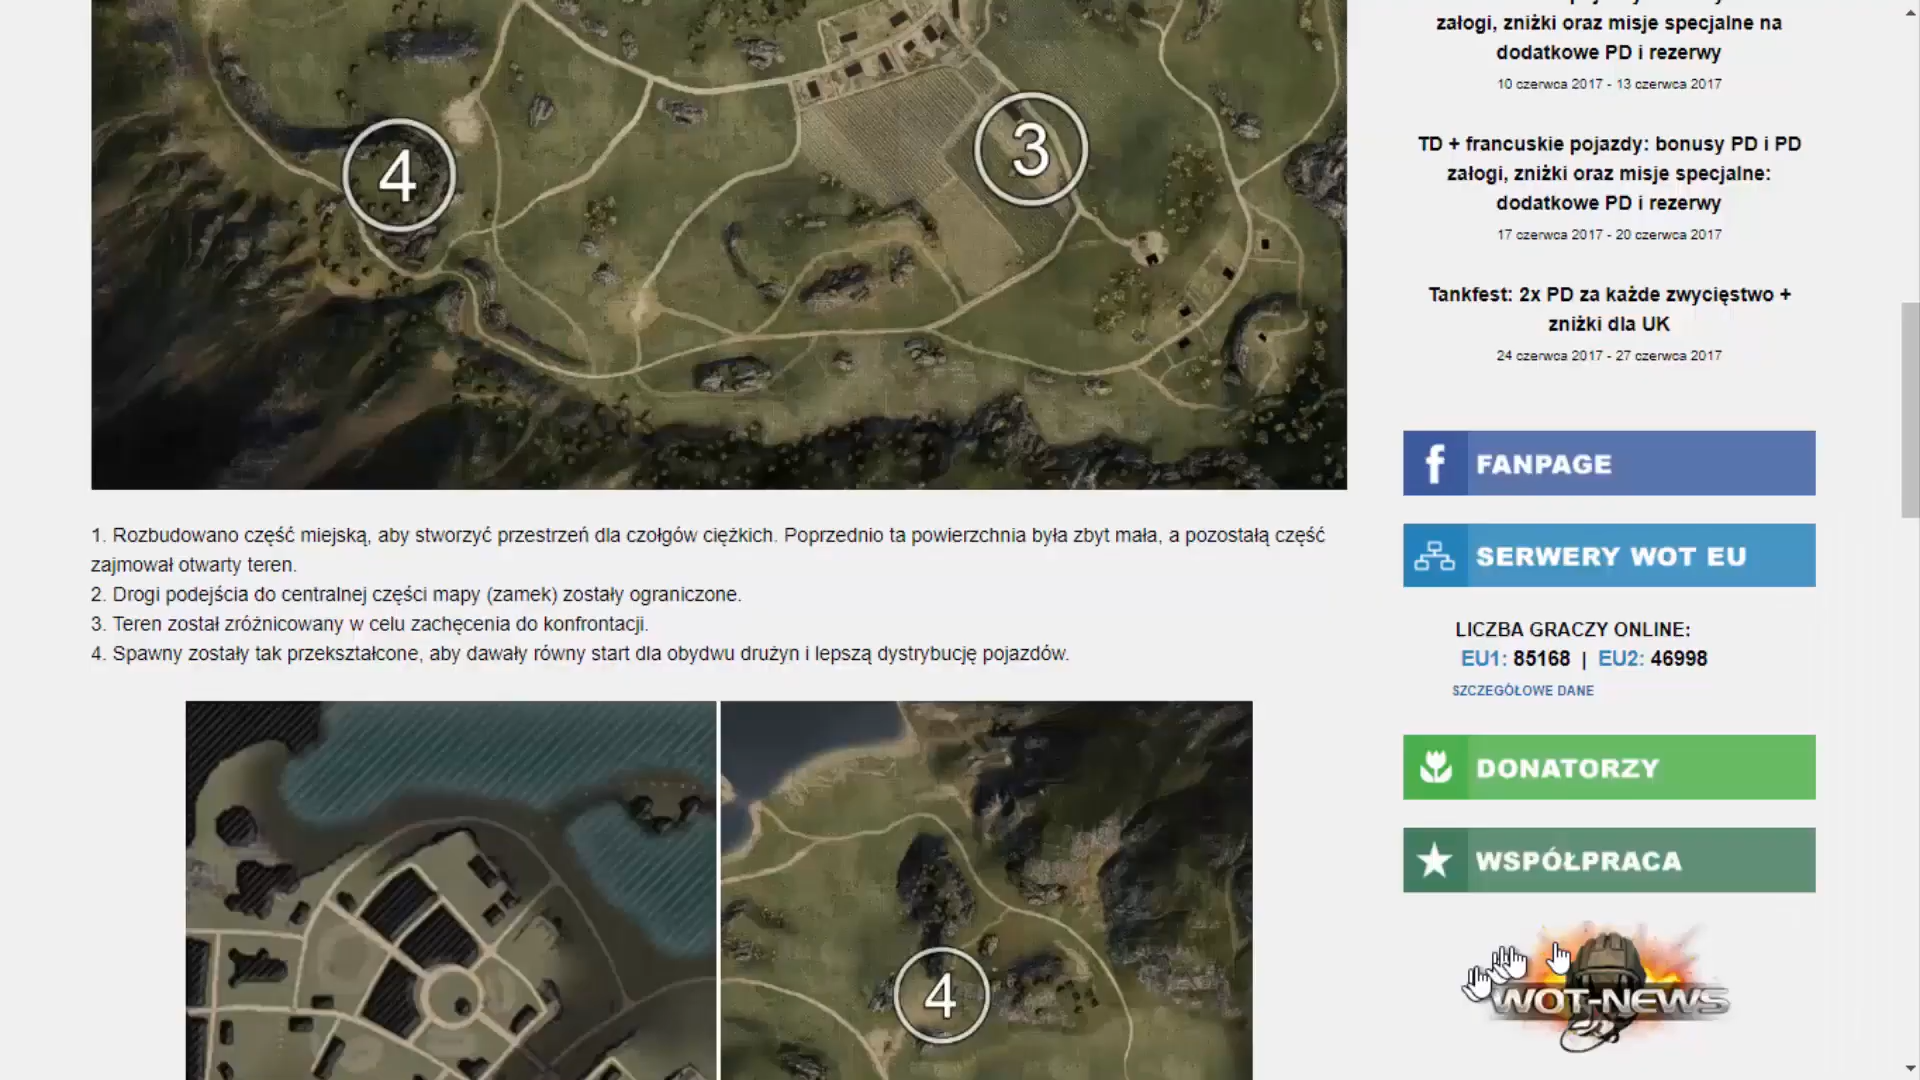 załogi, zniżki oraz misje specjalne na
dodatkowe PD i rezerwy
10 czerwca 2017 - 13 czerwca 2017
TD + francuskie pojazdy: bonusy PD i PD
załogi, zniżki oraz misje specjalne:
dodatkowe PD i rezerwy
17 czerwca 2017 - 20 czerwca 2017
Tankfest: 2x PD za każde zwycięstwo +
zniżki dla UK
24 czerwca 2017 - 27 czerwca 2017
4
3
1. Rozbudowano część miejską, aby stworzyć przestrzeń dla czołgów ciężkich. Poprzednio ta powierzchnia była zbyt mała, a pozostałą część
zajmował otwarty teren.
2. Drogi podejścia do centralnej części mapy (zamek) zostały ograniczone.
3. Teren został zróżnicowany w celu zachęcenia do konfrontacji.
4. Spawny zostały tak przekształcone, aby dawały równy start dla obydwu drużyn i lepszą dystrybucję pojazdów.
4
FANPAGE
SERWERY WOT EU
LICZBA GRACZY ONLINE:
EU1: 85168 | EU2: 46998
SZCZEGÓŁOWE DANE
DONATORZY
WSPÓŁPRACA
WOT-NEWS